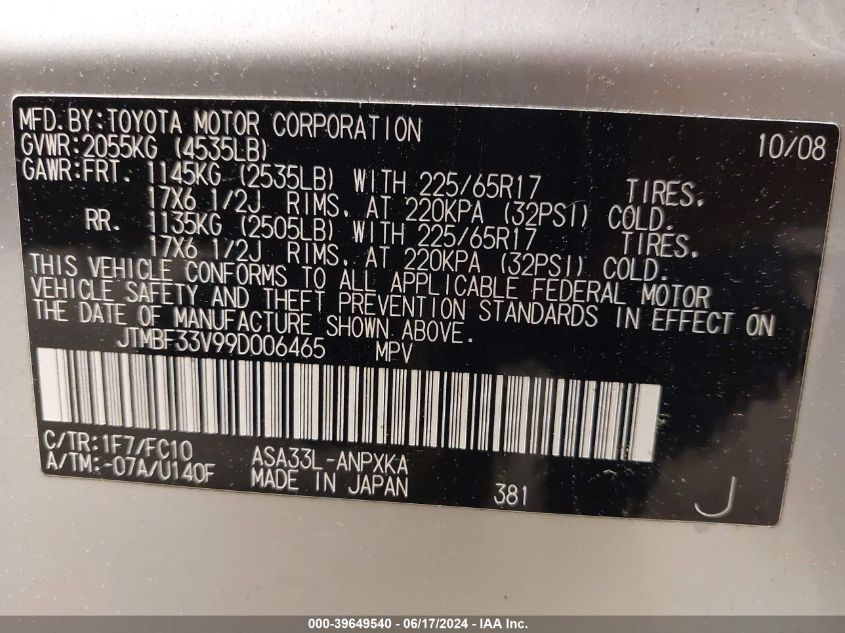 MFD.BY:TOYOTA MOTOR CORPORATION 10/08
GVWR:2055KG (4535LB)
GAWR:FRT. 1145KG (2535LB) WITH 225/65R17 TIRES.
17X6 1/2J RIMS, AT 220KPA (32PSI) COLD.
RR. 1135KG (2505LB) WITH 225/65R17 TIRES,
17X6 1/2J RIMS, AT 220KPA (32PSI) COLD.
THIS VEHICLE CONFORMS TO ALL APPLICABLE FEDERAL MOTOR
VEHICLE SAFETY AND THEFT PREVENTION STANDARDS IN EFFECT ON
THE DATE OF MANUFACTURE SHOWN ABOVE.
JTMBF33V99D006465 MPV
C/TR:1F7/FC10 ASA33L-ANPXKA
A/TM:-07A/U140F MADE IN JAPAN 381 J
000-39649540 - 06/17/2024 - IAA Inc.